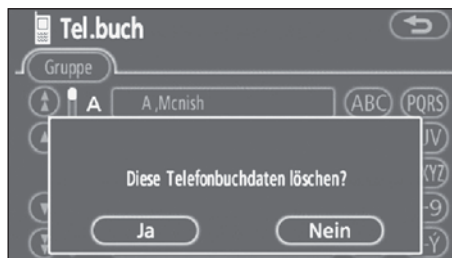 Tel.buch
Gruppe
A A ,Mcnish ABC PQRS
Diese Telefonbuchdaten löschen?
Ja Nein